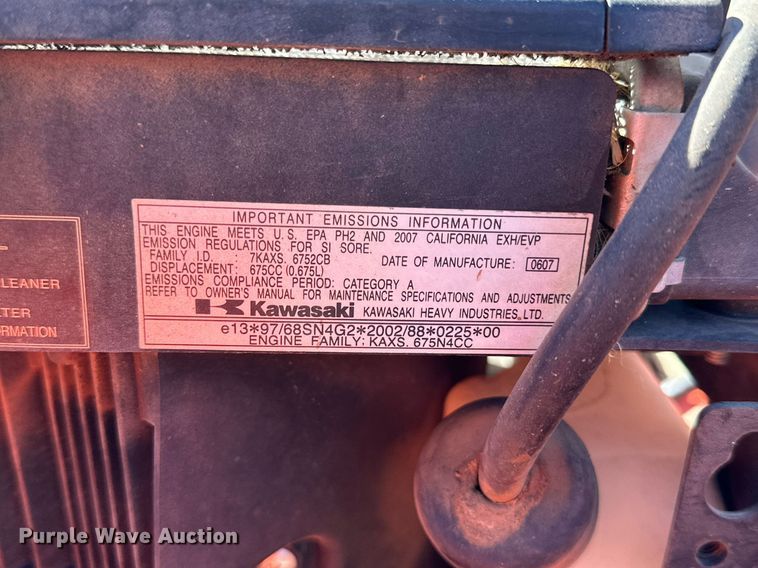 IMPORTANT EMISSIONS INFORMATION
THIS ENGINE MEETS U.S. EPA PH2 AND 2007 CALIFORNIA EXH/EVP
EMISSION REGULATIONS FOR SI SORE.
FAMILY I.D. : 7KAXS. 6752CB DATE OF MANUFACTURE: 0607
DISPLACEMENT: 675CC (0.675L)
EMISSIONS COMPLIANCE PERIOD: CATEGORY A
REFER TO OWNER'S MANUAL FOR MAINTENANCE SPECIFICATIONS AND ADJUSTMENTS.
Kawasaki KAWASAKI HEAVY INDUSTRIES, LTD.
e13*97/68SN4G2*2002/88*0225*00
ENGINE FAMILY: KAXS. 675N4CC
CLEANER
FORMATION
Purple Wave Auction